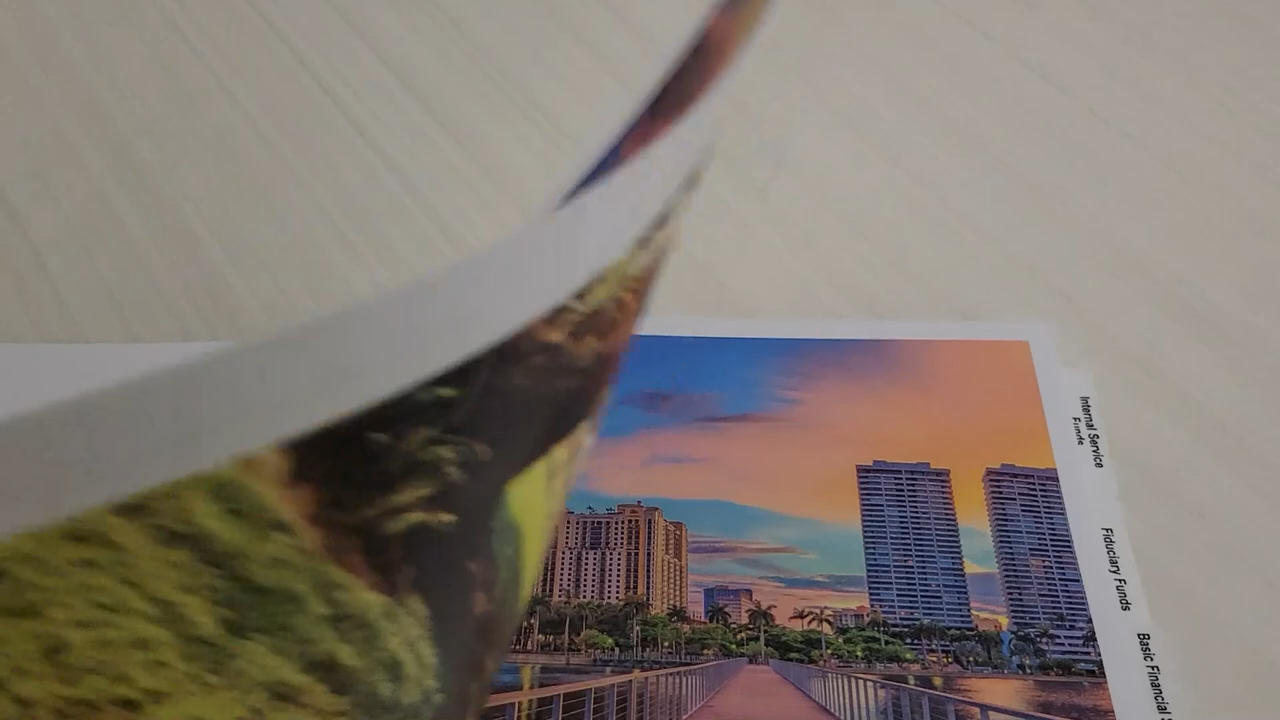 Internal Service
Funds
Fiduciary Funds
Basic Financial